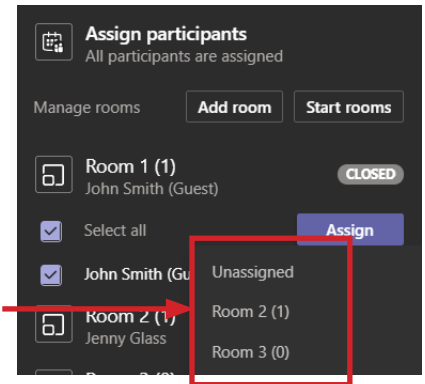 Assign participants
All participants are assigned
Manage rooms Add room Start rooms
Room 1 (1) CLOSED
John Smith (Guest)
Select all Assign
John Smith (Gu Unassigned
Room 2 (1) Room 2 (1)
Jenny Glass
Room 3 (0)